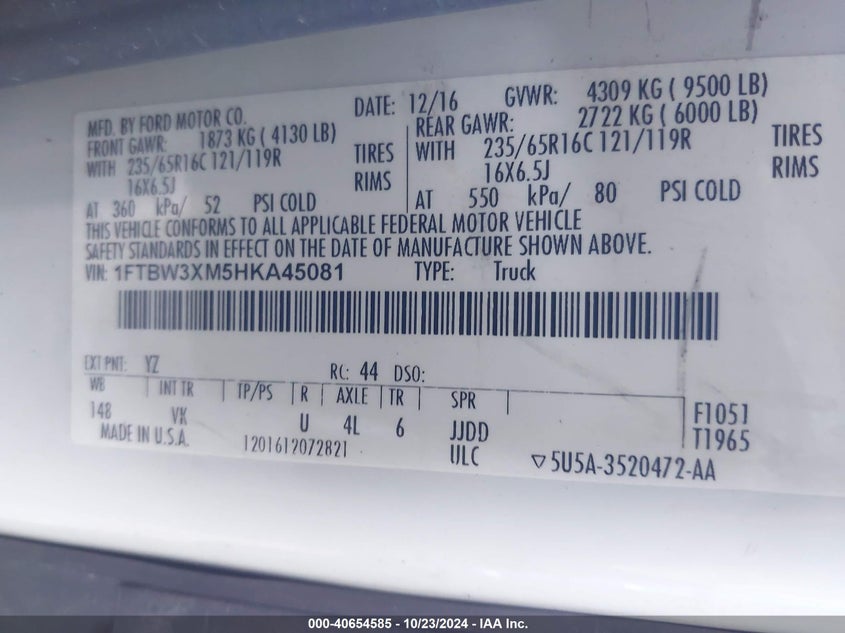 MFD. BY FORD MOTOR CO. DATE: 12/16 GVWR: 4309 KG ( 9500 LB)
FRONT GAWR: 1873 KG ( 4130 LB) REAR GAWR: 2722 KG ( 6000 LB)
WITH 235/65R16C 121/119R TIRES WITH 235/65R16C 121/119R TIRES
16X6.5J RIMS 16X6.5J RIMS
AT 360 kPa/ 52 PSI COLD AT 550 kPa/ 80 PSI COLD
THIS VEHICLE CONFORMS TO ALL APPLICABLE FEDERAL MOTOR VEHICLE
SAFETY STANDARDS IN EFFECT ON THE DATE OF MANUFACTURE SHOWN ABOVE.
VIN: 1FTBW3XM5HKA45081 TYPE: Truck
EXT PNT: YZ RC: 44 DSO:
WB INT TR TP/PS R AXLE TR SPR
148 VK U 4L 6 JJDD F1051
MADE IN U.S.A. 1201612072821 ULC T1965
▽5U5A-3520472-AA
000-40654585 - 10/23/2024 - IAA Inc.